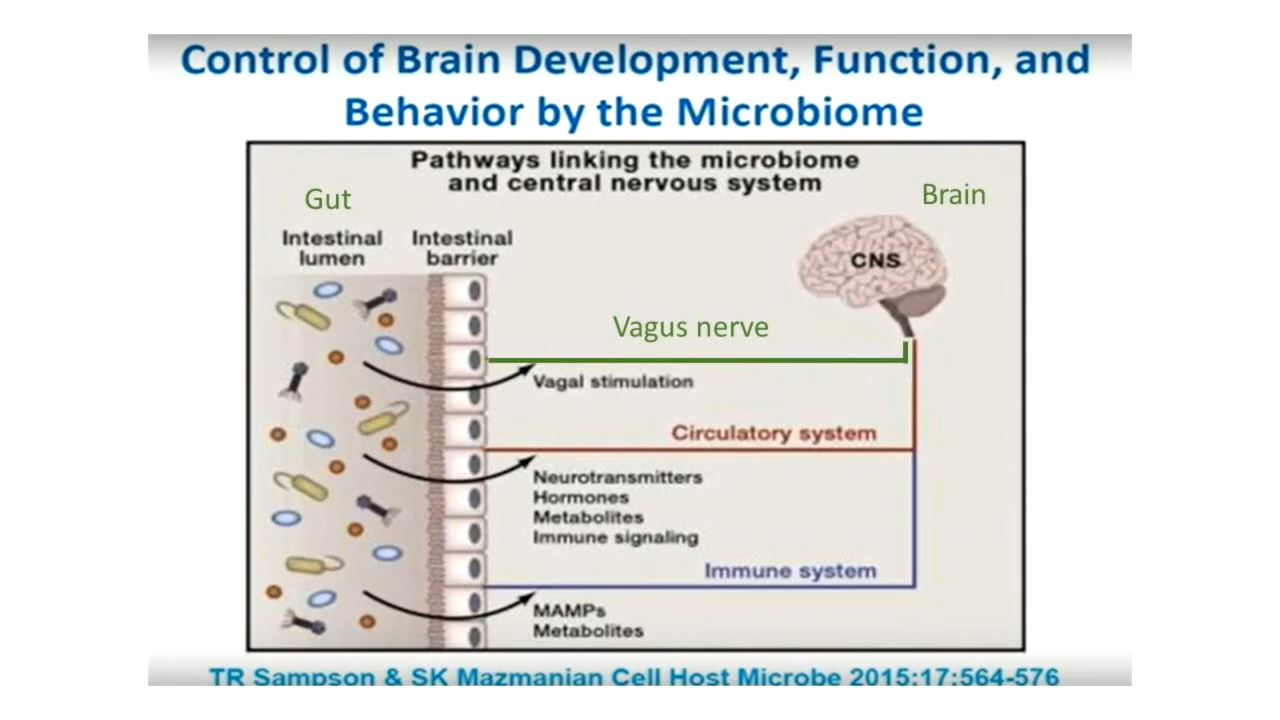 Control of Brain Development, Function, and
Behavior by the Microbiome
Pathways linking the microbiome
and central nervous system
Gut
Brain
Intestinal
lumen
Intestinal
barrier
CNS
Vagus nerve
Vagal stimulation
Circulatory system
Neurotransmitters
Hormones
Metabolites
Immune signaling
Immune system
MAMPs
Metabolites
TR Sampson & SK Mazmanian Cell Host Microbe 2015;17:564-576